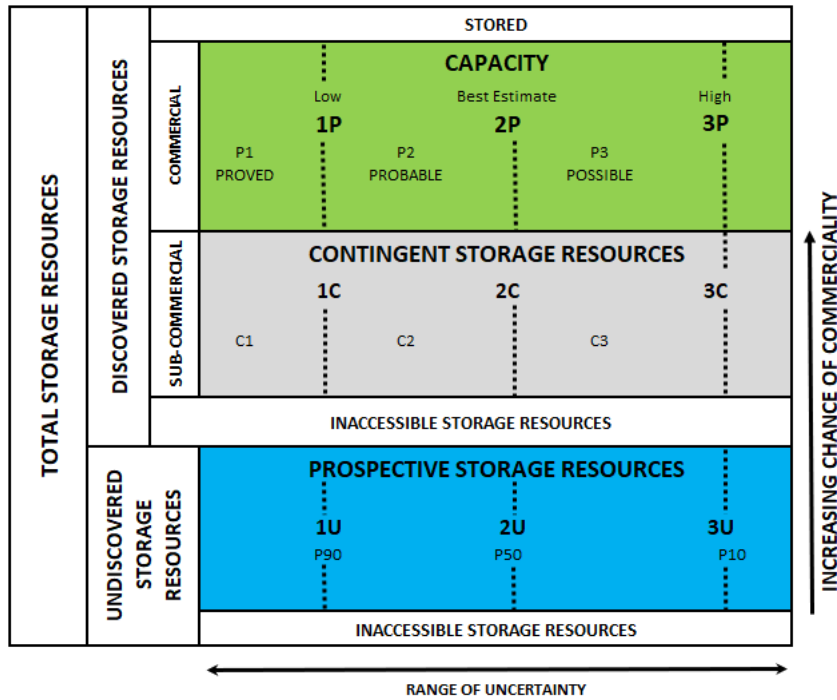 STORED
CAPACITY
Low Best Estimate High
1P 2P 3P
P1 P2 P3
PROVED PROBABLE POSSIBLE
COMMERCIAL
CONTINGENT STORAGE RESOURCES
1C 2C 3C
C1 C2 C3
SUB-COMMERCIAL
INACCESSIBLE STORAGE RESOURCES
DISCOVERED STORAGE RESOURCES
TOTAL STORAGE RESOURCES
PROSPECTIVE STORAGE RESOURCES
1U 2U 3U
P90 P50 P10
UNDISCOVERED
STORAGE
RESOURCES
INACCESSIBLE STORAGE RESOURCES
INCREASING CHANCE OF COMMERCIALITY
RANGE OF UNCERTAINTY